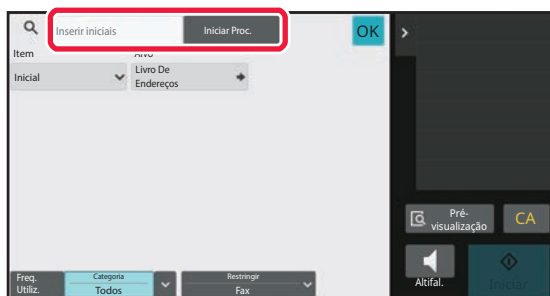 Inserir iniciais
Iniciar Proc.
OK
Item
Alvo
Inicial
Livro De
Endereços
Pré-
visualização
CA
Altifal.
Iniciar
Freq.
Utiliz.
Categoria
Todos
Restringir
Fax